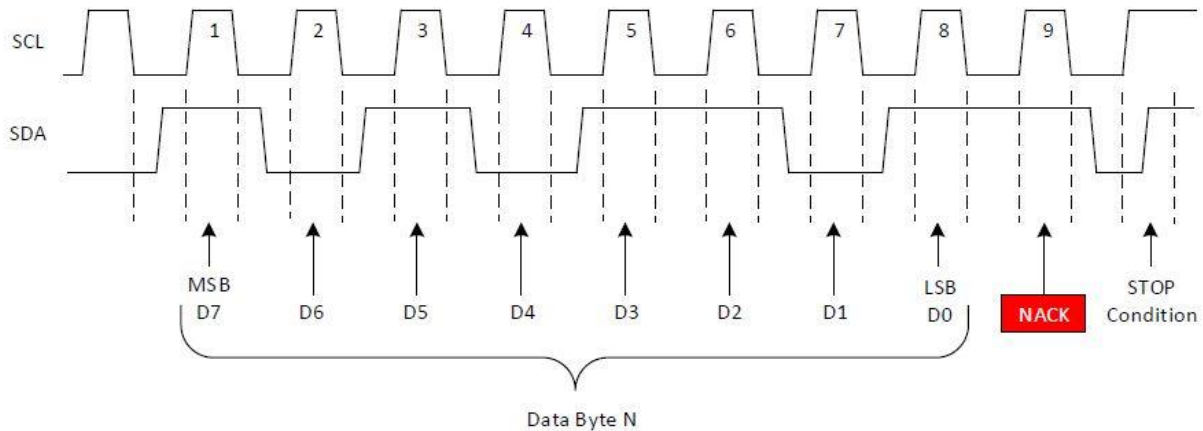 SCL
1 2 3 4 5 6 7 8 9
SDA
MSB LSB STOP
D7 D6 D5 D4 D3 D2 D1 D0 NACK Condition
Data Byte N